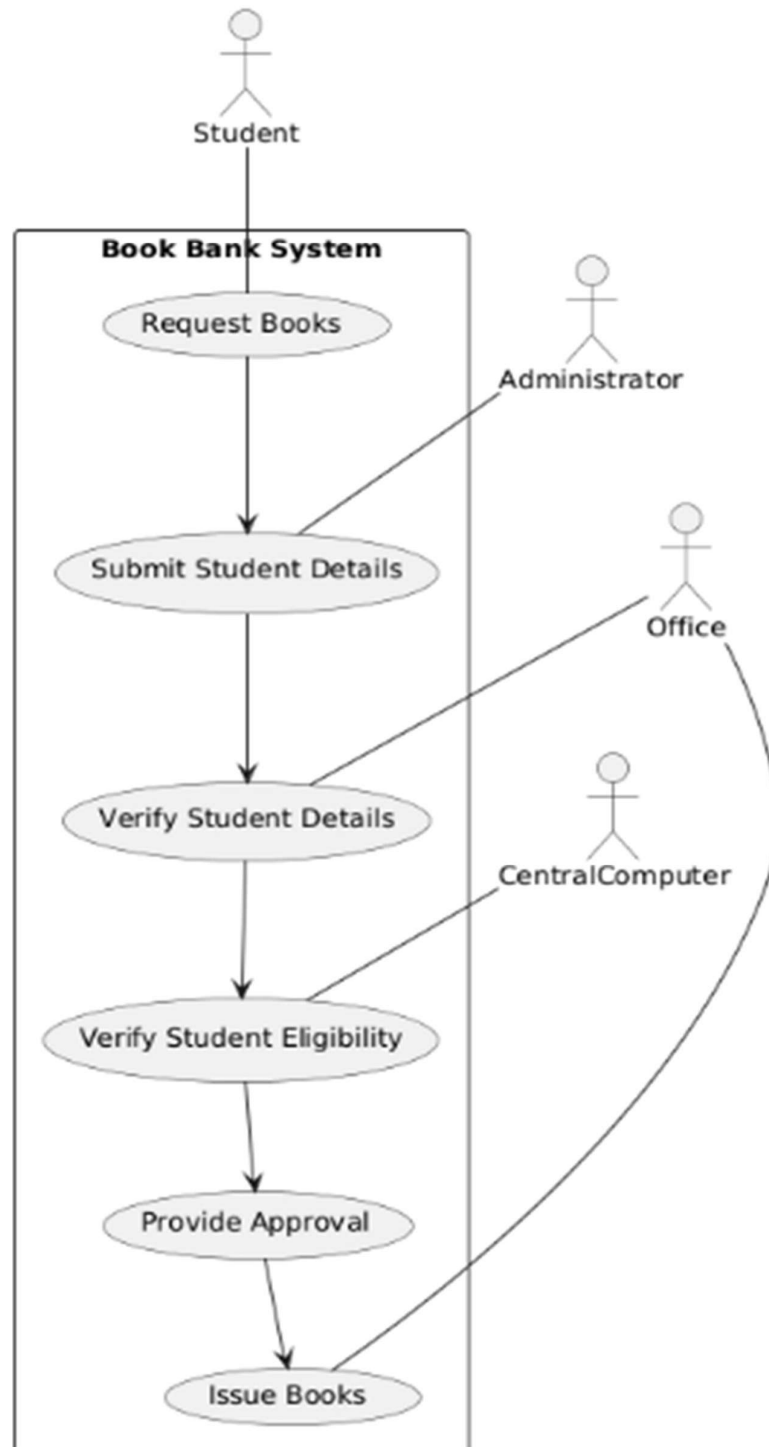 Student
Book Bank System
Request Books
Administrator
Submit Student Details
Office
Verify Student Details
CentralComputer
Verify Student Eligibility
Provide Approval
Issue Books